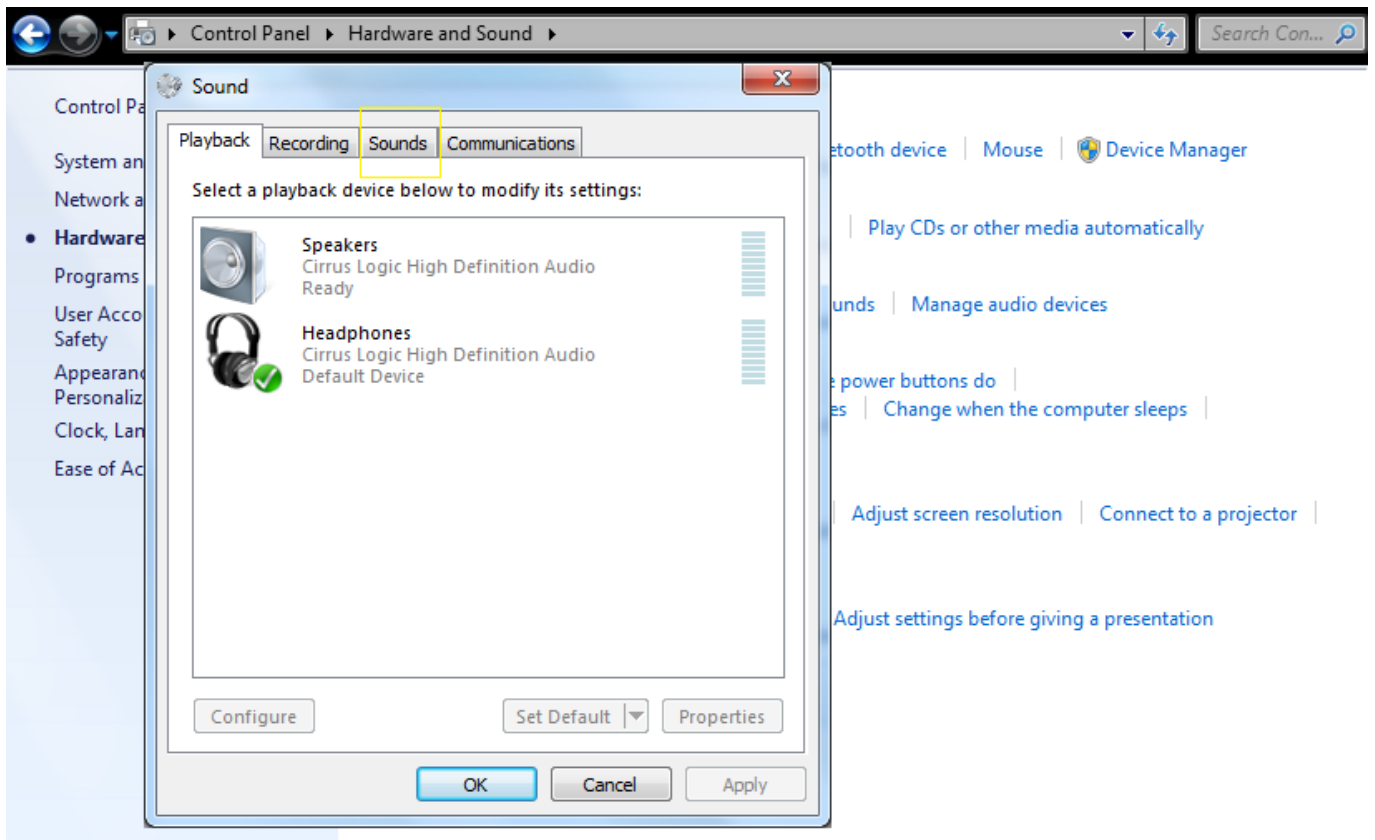 Control Panel Hardware and Sound
Search Con...
Sound
Control Pa
System an
Network a
Hardware
Programs
User Acco
Safety
Appearanc
Personaliz
Clock, Lan
Ease of Ac
Playback Recording Sounds Communications
Select a playback device below to modify its settings:
Speakers
Cirrus Logic High Definition Audio
Ready
Headphones
Cirrus Logic High Definition Audio
Default Device
Configure Set Default Properties
OK Cancel Apply
etooth device Mouse Device Manager
Play CDs or other media automatically
unds Manage audio devices
power buttons do
es Change when the computer sleeps
Adjust screen resolution Connect to a projector
Adjust settings before giving a presentation